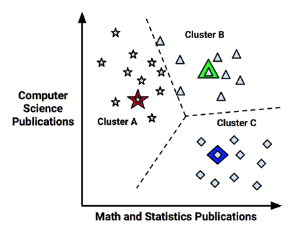 Cluster B
Computer
Science
Publications
Cluster A
Cluster C
Math and Statistics Publications